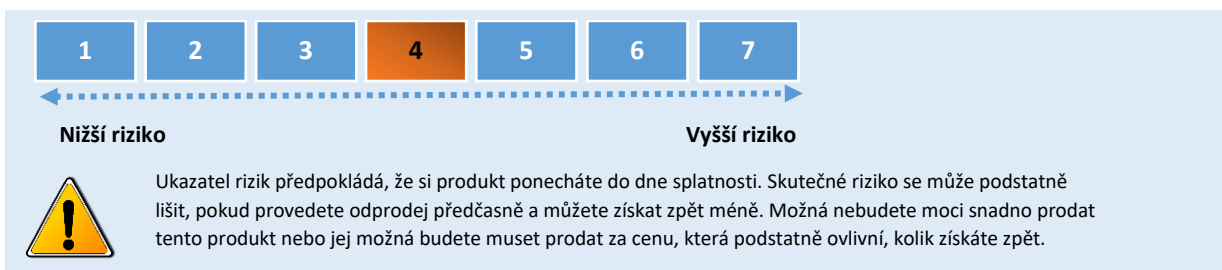 1 2 3 4 5 6 7
Nižší riziko Vyšší riziko
Ukazatel rizik předpokládá, že si produkt ponecháte do dne splatnosti. Skutečné riziko se může podstatně
lišit, pokud provedete odprodej předčasně a můžete získat zpět méně. Možná nebudete moci snadno prodat
tento produkt nebo jej možná budete muset prodat za cenu, která podstatně ovlivní, kolik získáte zpět.